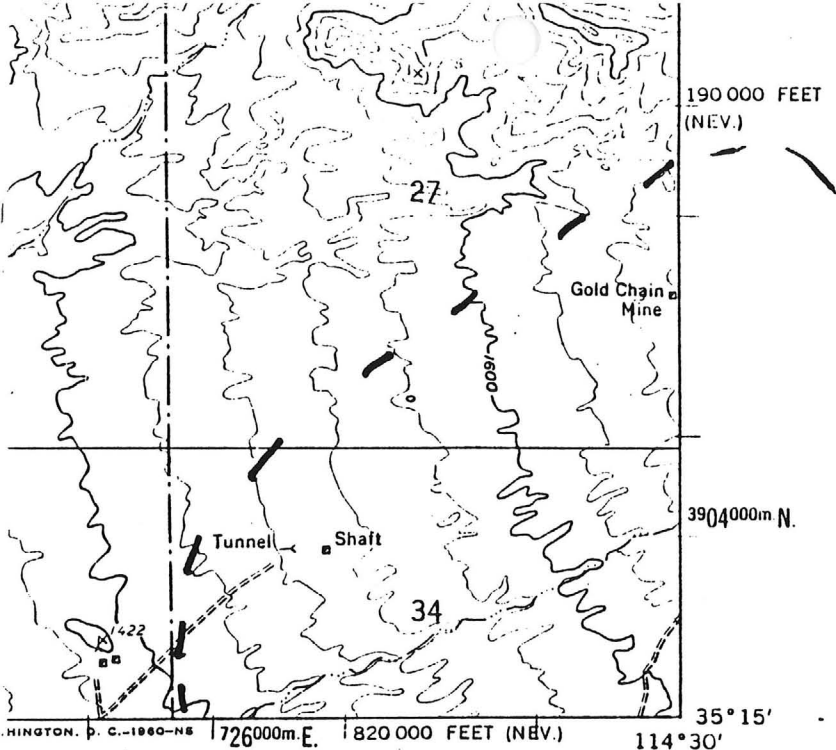 190 000 FEET
(NEV.)
27
Gold Chain
Mine
1600
3904000m. N.
Tunnel
Shaft
34
1422
35°15'
.HINGTON. D. C.-1960-NS
726000m. E.
820 000 FEET (NEV.)
114°30'